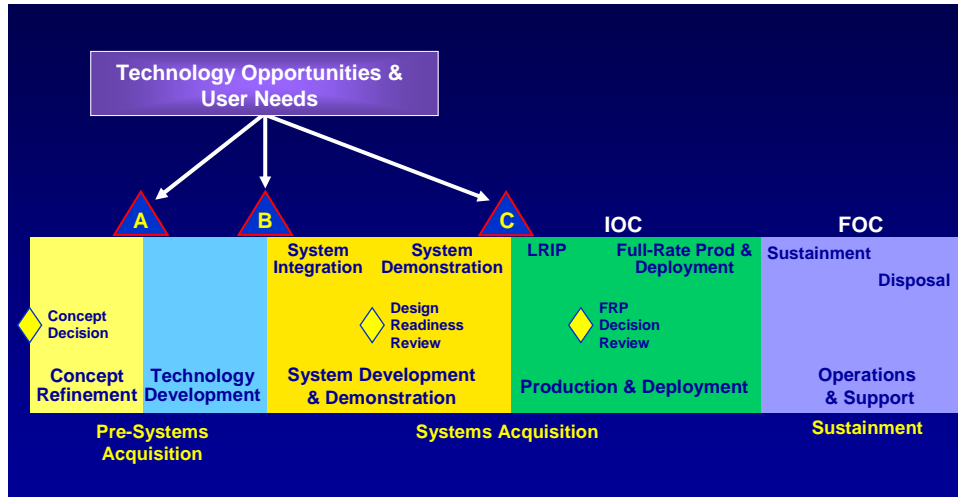 Technology Opportunities &
User Needs
A
B
C
IOC
FOC
System
Integration
System
Demonstration
LRIP
Full-Rate Prod &
Deployment
Sustainment
Disposal
Concept
Decision
Design
Readiness
Review
FRP
Decision
Review
Concept
Refinement
Technology
Development
System Development
& Demonstration
Production & Deployment
Operations
& Support
Pre-Systems
Acquisition
Systems Acquisition
Sustainment